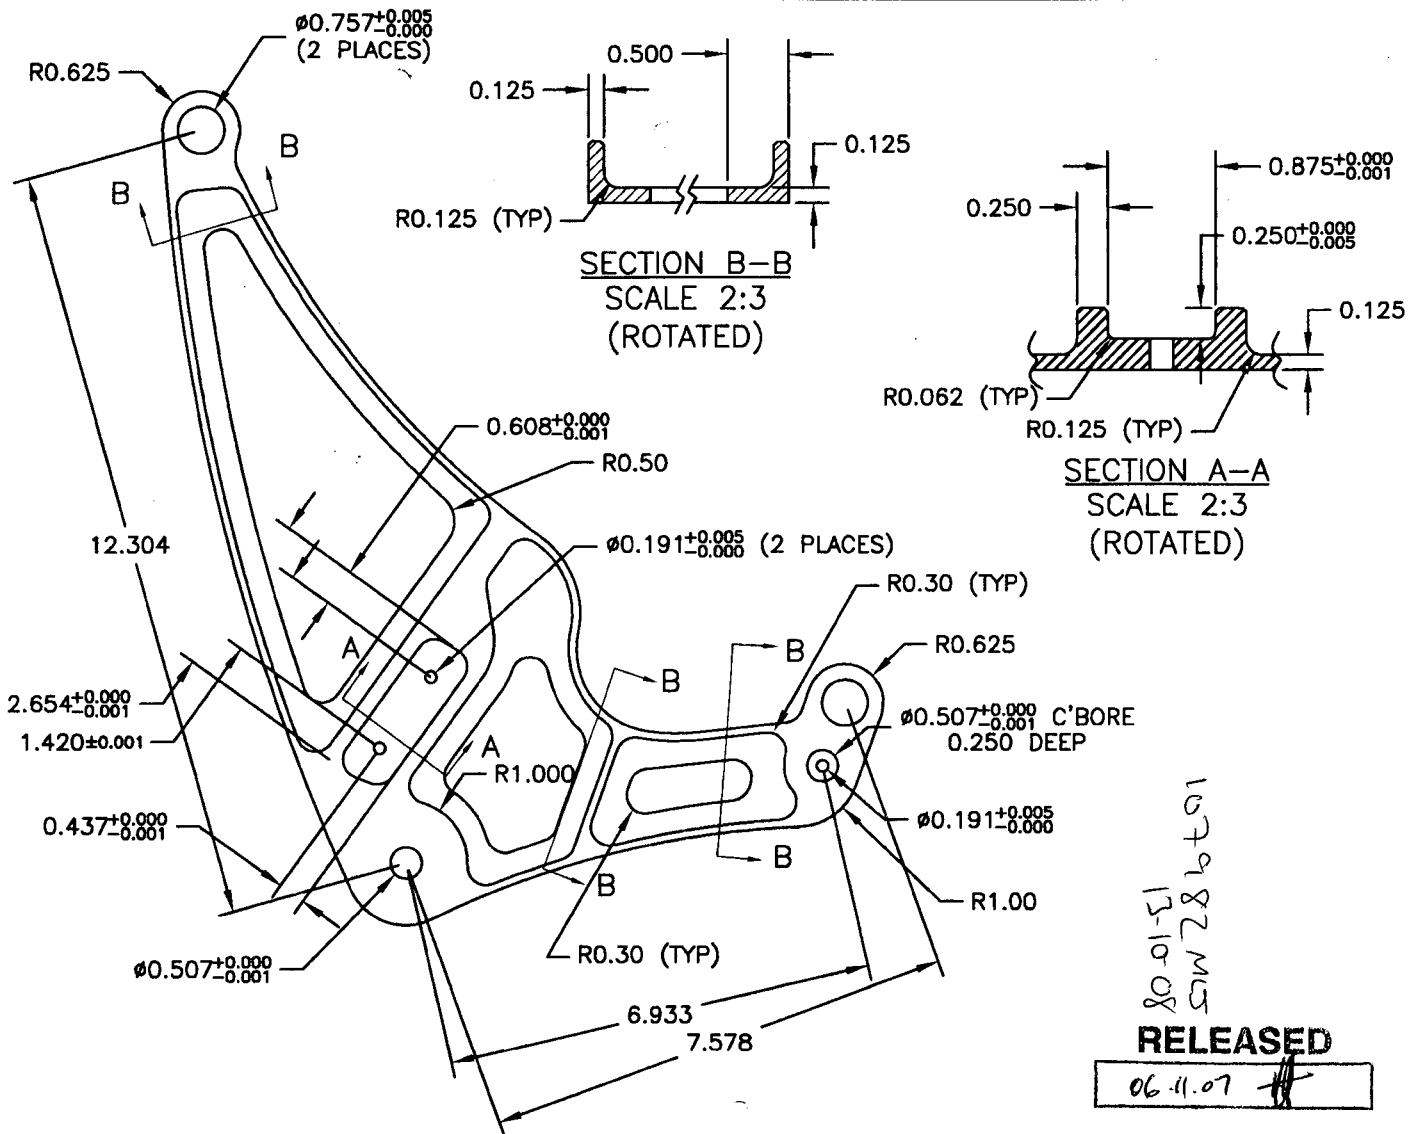 ø0.757+0.005 -0.000
(2 PLACES)
R0.625
B
B
0.500
0.125
0.125
R0.125 (TYP)
SECTION B-B
SCALE 2:3
(ROTATED)
0.875+0.000 -0.001
0.250
0.250+0.000 -0.005
0.125
R0.062 (TYP)
R0.125 (TYP)
SECTION A-A
SCALE 2:3
(ROTATED)
0.608+0.000 -0.001
R0.50
12.304
ø0.191+0.005 -0.000 (2 PLACES)
R0.30 (TYP)
R0.625
A
B
B
2.654+0.000 -0.001
1.420±0.001
ø0.507+0.000 -0.001 C'BORE
0.250 DEEP
A
R1.000
0.437+0.000 -0.001
ø0.191+0.005 -0.000
B
B
R1.00
ø0.507+0.000 -0.001
R0.30 (TYP)
6.933
7.578
RELEASED
06.11.07